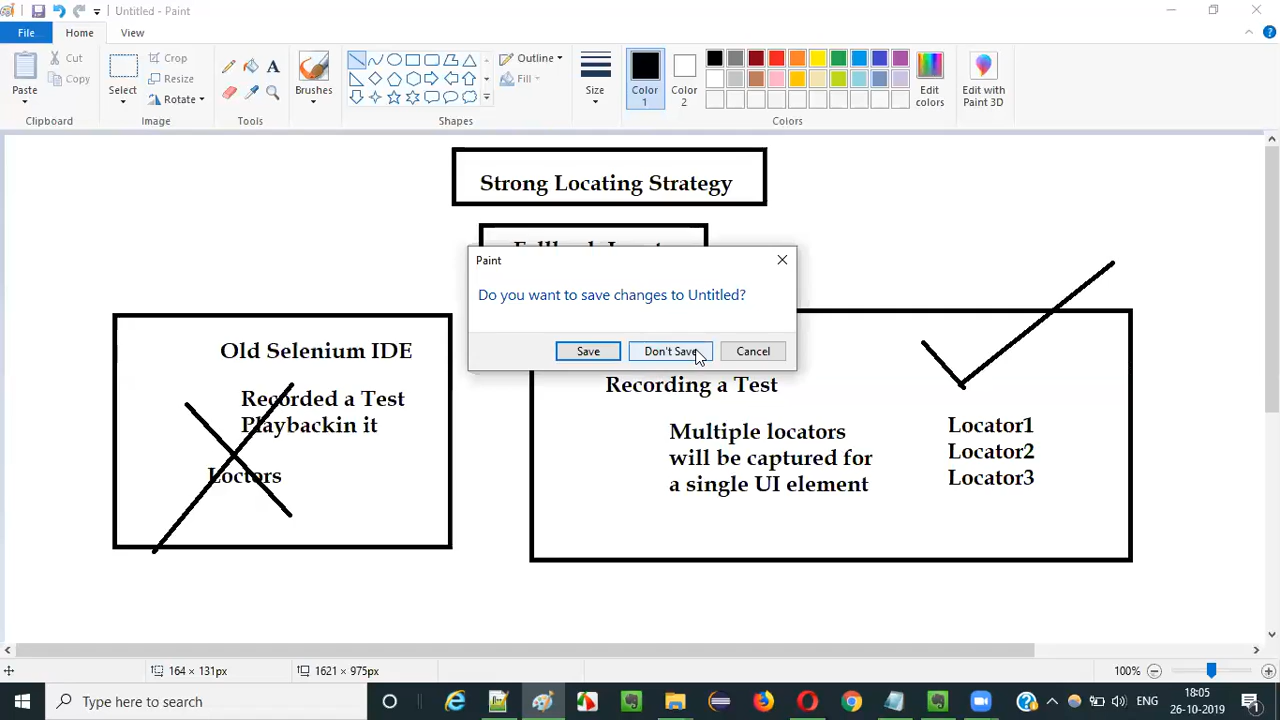 Untitled - Paint
File
Home
View
Paste
Cut
Copy
Clipboard
Select
Crop
Resize
Rotate
Image
A
Tools
Brushes
Shapes
Outline
Fill
Size
Color 1
Color 2
Colors
Edit colors
Edit with Paint 3D
Strong Locating Strategy
Paint
Do you want to save changes to Untitled?
Save
Don't Save
Cancel
Old Selenium IDE
Recorded a Test
Playbackin it
Loctors
Recording a Test
Multiple locators
will be captured for
a single UI element
Locator1
Locator2
Locator3
164 × 131px
1621 × 975px
100%
Type here to search
ENG
18:05
26-10-2019
1